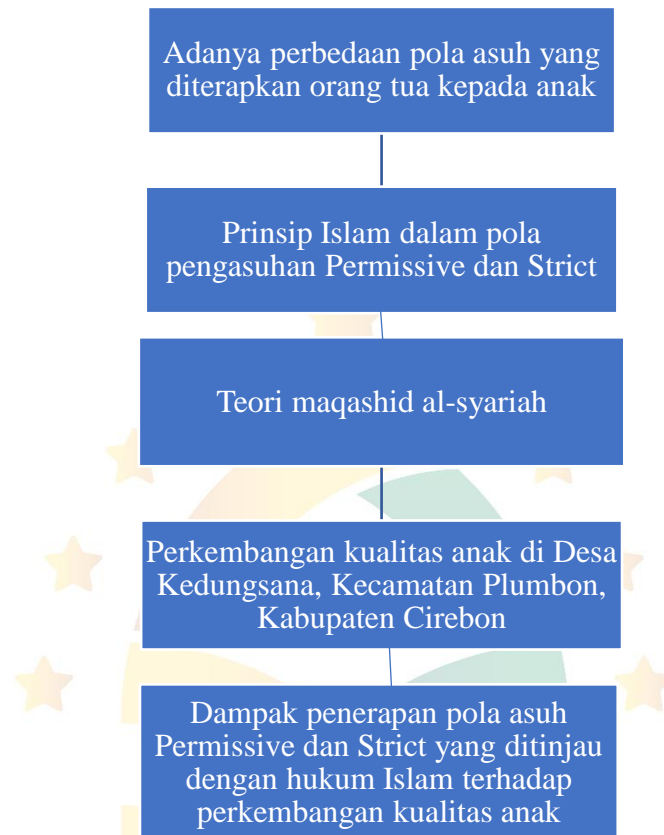 Adanya perbedaan pola asuh yang
diterapkan orang tua kepada anak
Prinsip Islam dalam pola
pengasuhan Permissive dan Strict
Teori maqashid al-syariah
Perkembangan kualitas anak di Desa
Kedungsana, Kecamatan Plumbon,
Kabupaten Cirebon
Dampak penerapan pola asuh
Permissive dan Strict yang ditinjau
dengan hukum Islam terhadap
perkembangan kualitas anak